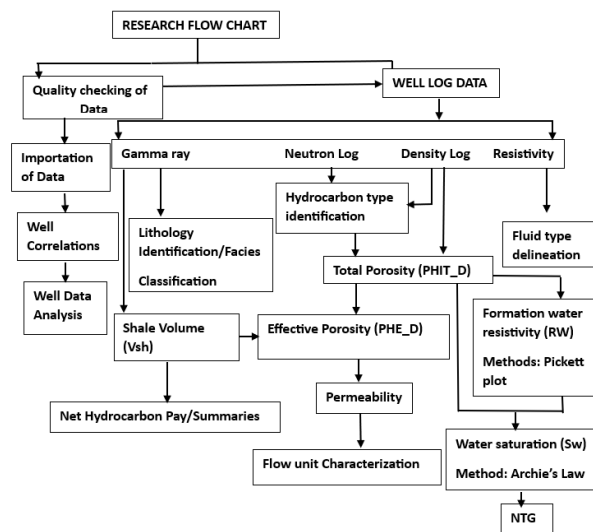 RESEARCH FLOW CHART
Quality checking of
Data
WELL LOG DATA
Importation
of Data
Gamma ray
Neutron Log
Density Log
Resistivity
Well
Correlations
Lithology
Identification/Facies
Classification
Hydrocarbon type
identification
Fluid type
delineation
Well Data
Analysis
Total Porosity (PHIT_D)
Shale Volume
(Vsh)
Effective Porosity (PHE_D)
Formation water
resistivity (RW)
Methods: Pickett
plot
Net Hydrocarbon Pay/Summaries
Permeability
Flow unit Characterization
Water saturation (Sw)
Method: Archie's Law
NTG